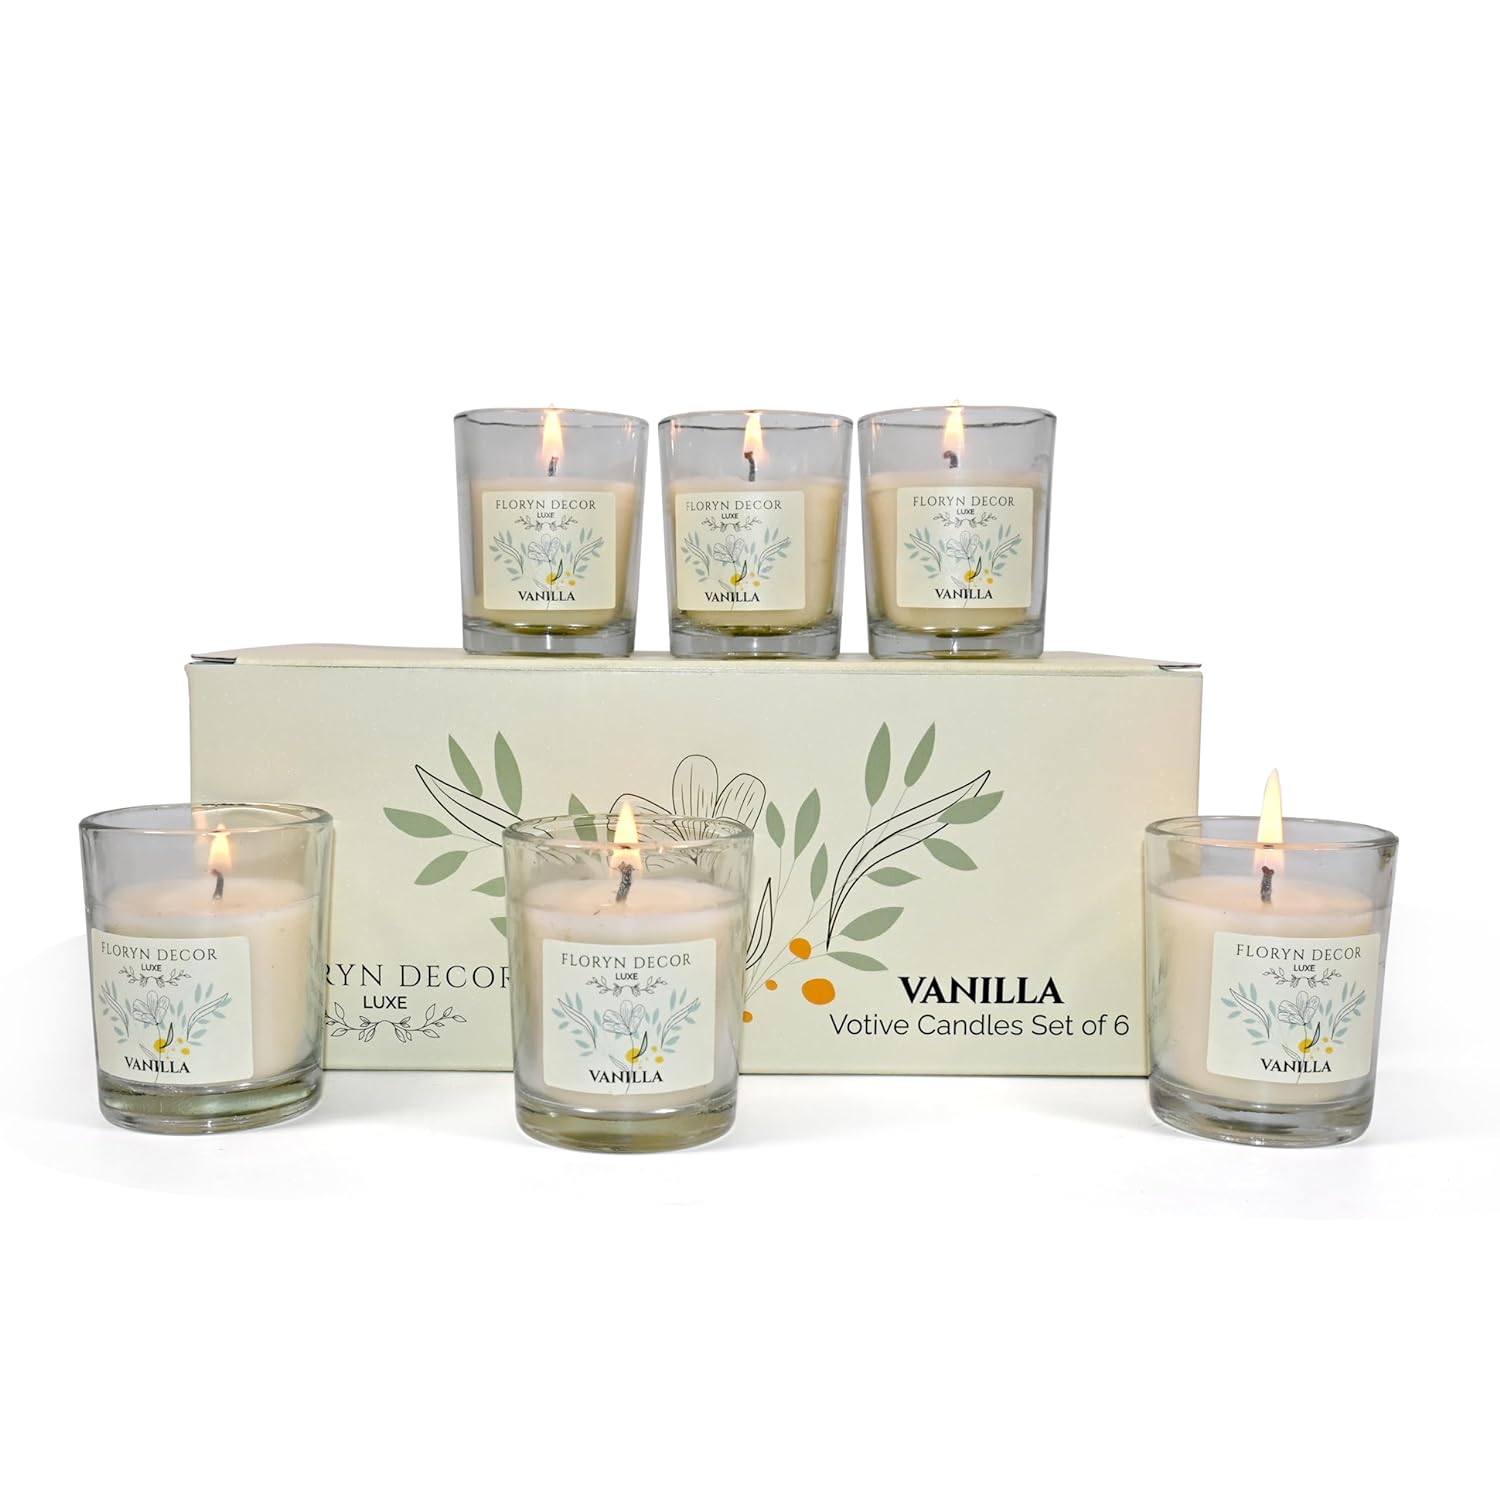 FLORYN DECOR
LUXE
VANILLA
FLORYN DECOR
LUXE
VANILLA
FLORYN DECOR
LUXE
VANILLA
RYN DECOR
LUXE
VANILLA
Votive Candles Set of 6
FLORYN DECOR
LUXE
VANILLA
FLORYN DECOR
LUXE
VANILLA
FLORYN DECOR
LUXE
VANILLA